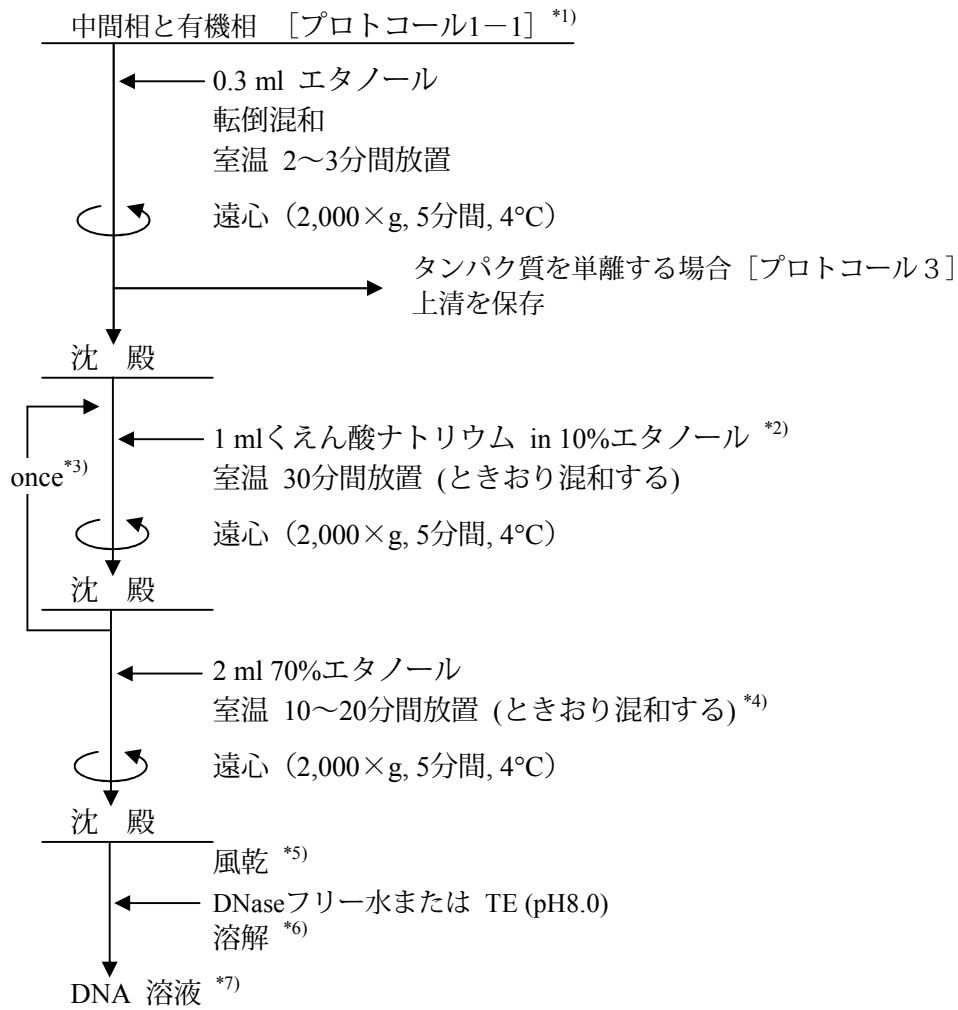 中間相と有機相 ［プロトコール1－1］ *1)
0.3 ml エタノール
転倒混和
室温 2～3分間放置
遠心（2,000×g, 5分間, 4°C）
タンパク質を単離する場合［プロトコール３］
上清を保存
沈 殿
1 mlくえん酸ナトリウム in 10%エタノール *2)
once*3)
室温 30分間放置 (ときおり混和する)
遠心（2,000×g, 5分間, 4°C）
沈 殿
2 ml 70%エタノール
室温 10～20分間放置 (ときおり混和する) *4)
遠心（2,000×g, 5分間, 4°C）
沈 殿
風乾 *5)
DNaseフリー水または TE (pH8.0)
溶解 *6)
DNA 溶液 *7)